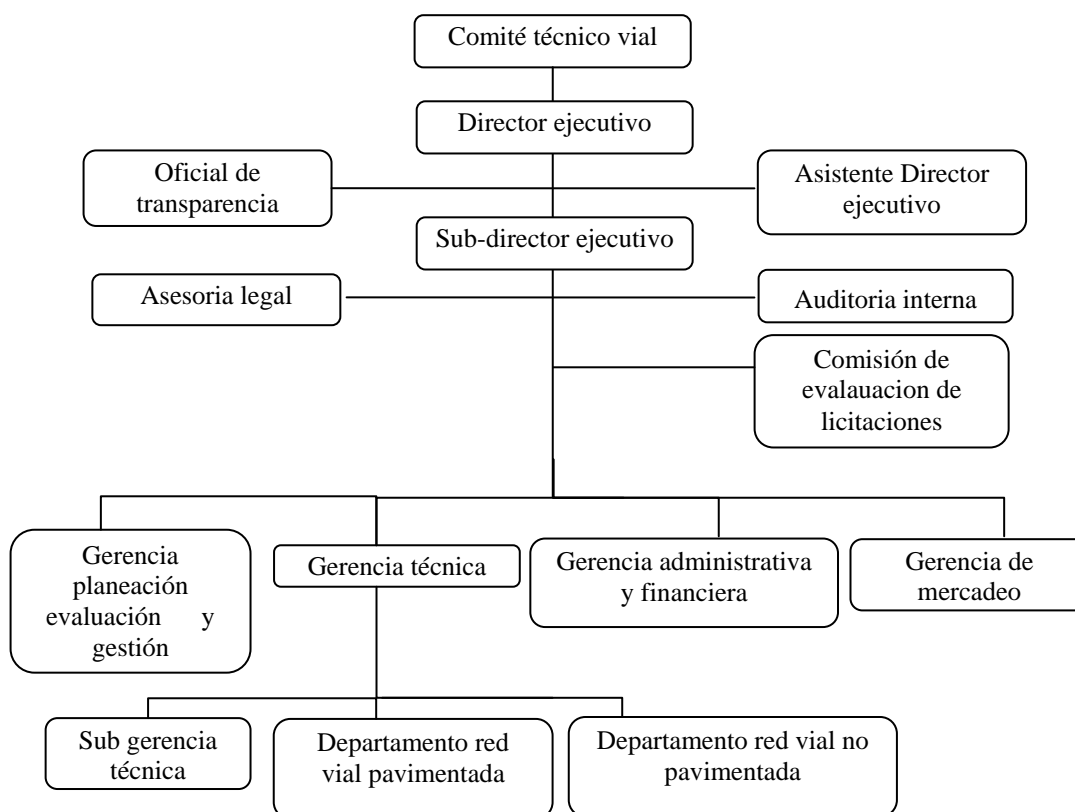 Comité técnico vial
Director ejecutivo
Oficial de
transparencia
Asistente Director
ejecutivo
Sub-director ejecutivo
Asesoria legal
Auditoria interna
Comisión de
evalauacion de
licitaciones
Gerencia
planeación
evaluación y
gestión
Gerencia técnica
Gerencia administrativa
y financiera
Gerencia de
mercadeo
Sub gerencia
técnica
Departamento red
vial pavimentada
Departamento red vial no
pavimentada